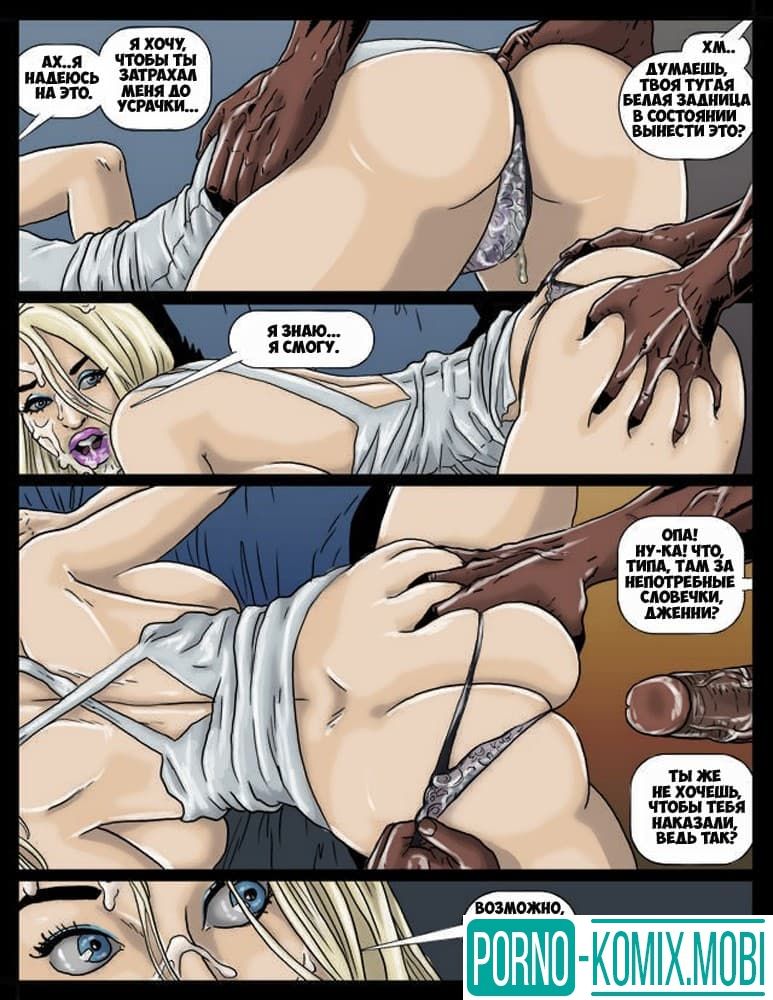 АХ..Я
НАДЕЮСЬ
НА ЭТО.
Я ХОЧУ,
ЧТОБЫ ТЫ
ЗАТРАХАЛ
МЕНЯ ДО
УСРАЧКИ...
ХМ..
ДУМАЕШЬ,
ТВОЯ ТУГАЯ
БЕЛАЯ ЗАДНИЦА
В СОСТОЯНИИ
ВЫНЕСТИ ЭТО?
Я ЗНАЮ...
Я СМОГУ.
ОПА!
НУ-КА! ЧТО,
ТИПА, ТАМ ЗА
НЕПОТРЕБНЫЕ
СЛОВЕЧКИ,
ДЖЕННИ?
ТЫ ЖЕ
НЕ ХОЧЕШЬ,
ЧТОБЫ ТЕБЯ
НАКАЗАЛИ,
ВЕДЬ ТАК?
ВОЗМОЖНО,
PORNO-KOMIX.MOBI